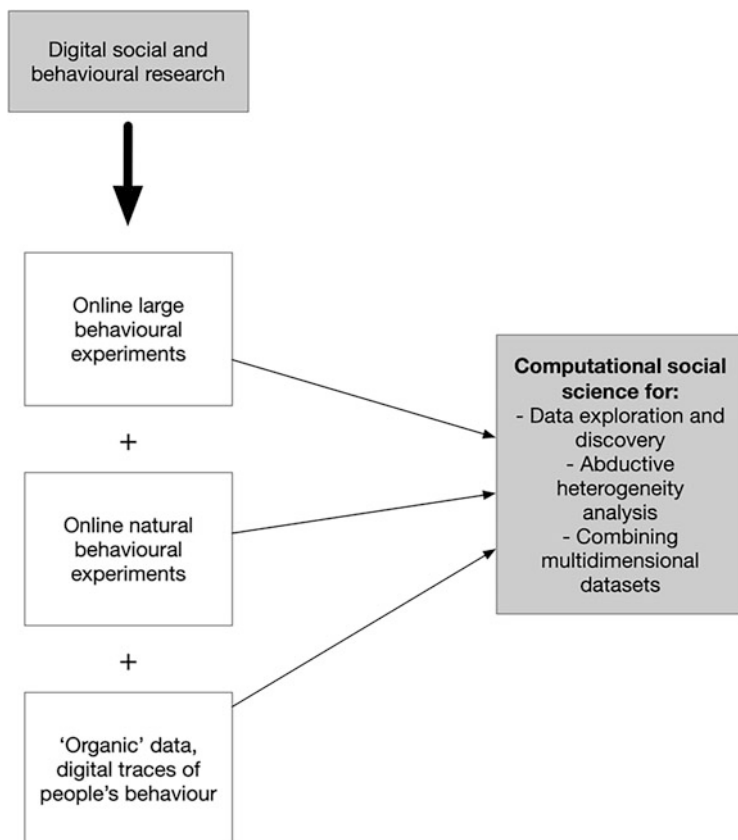 Digital social and
behavioural research
Online large
behavioural
experiments
+
Online natural
behavioural
experiments
+
‘Organic’ data,
digital traces of
people’s behaviour
Computational social
science for:
- Data exploration and
discovery
- Abductive
heterogeneity
analysis
- Combining
multidimensional
datasets